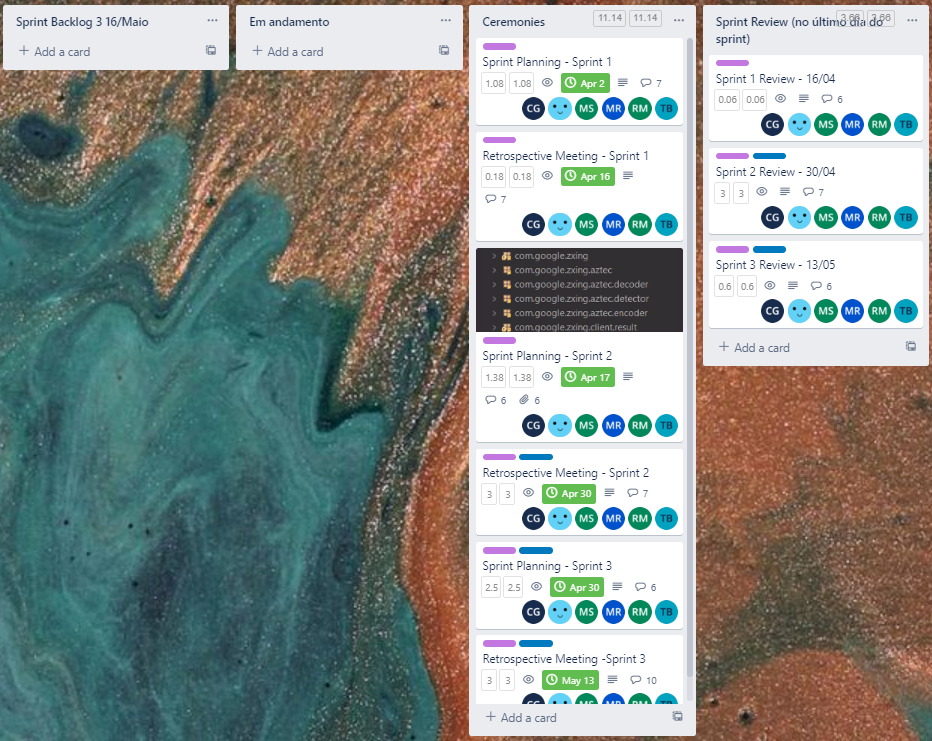 Sprint Backlog 3 16/Maio
Add a card
Em andamento
Add a card
Ceremonies
11.14 11.14
Sprint Planning - Sprint 1
1.08 1.08 Apr 2 7
CG MS MR RM TB
Retrospective Meeting - Sprint 1
0.18 0.18 Apr 16
7
CG MS MR RM TB
com.google.zxing
com.google.zxing.aztec
com.google.zxing.aztec.decoder
com.google.zxing.aztec.detector
com.google.zxing.aztec.encoder
com.google.zxing.client.result
Sprint Planning - Sprint 2
1.38 1.38 Apr 17
6 6
CG MS MR RM TB
Retrospective Meeting - Sprint 2
3 3 Apr 30 7
CG MS MR RM TB
Sprint Planning - Sprint 3
2.5 2.5 Apr 30 6
CG MS MR RM TB
Retrospective Meeting -Sprint 3
3 3 May 13 10
CG MS MR RM TB
Add a card
Sprint Review (no último dia do
sprint)
3.66 3.66
Sprint 1 Review - 16/04
0.06 0.06 6
CG MS MR RM TB
Sprint 2 Review - 30/04
3 3 7
CG MS MR RM TB
Sprint 3 Review - 13/05
0.6 0.6 6
CG MS MR RM TB
Add a card